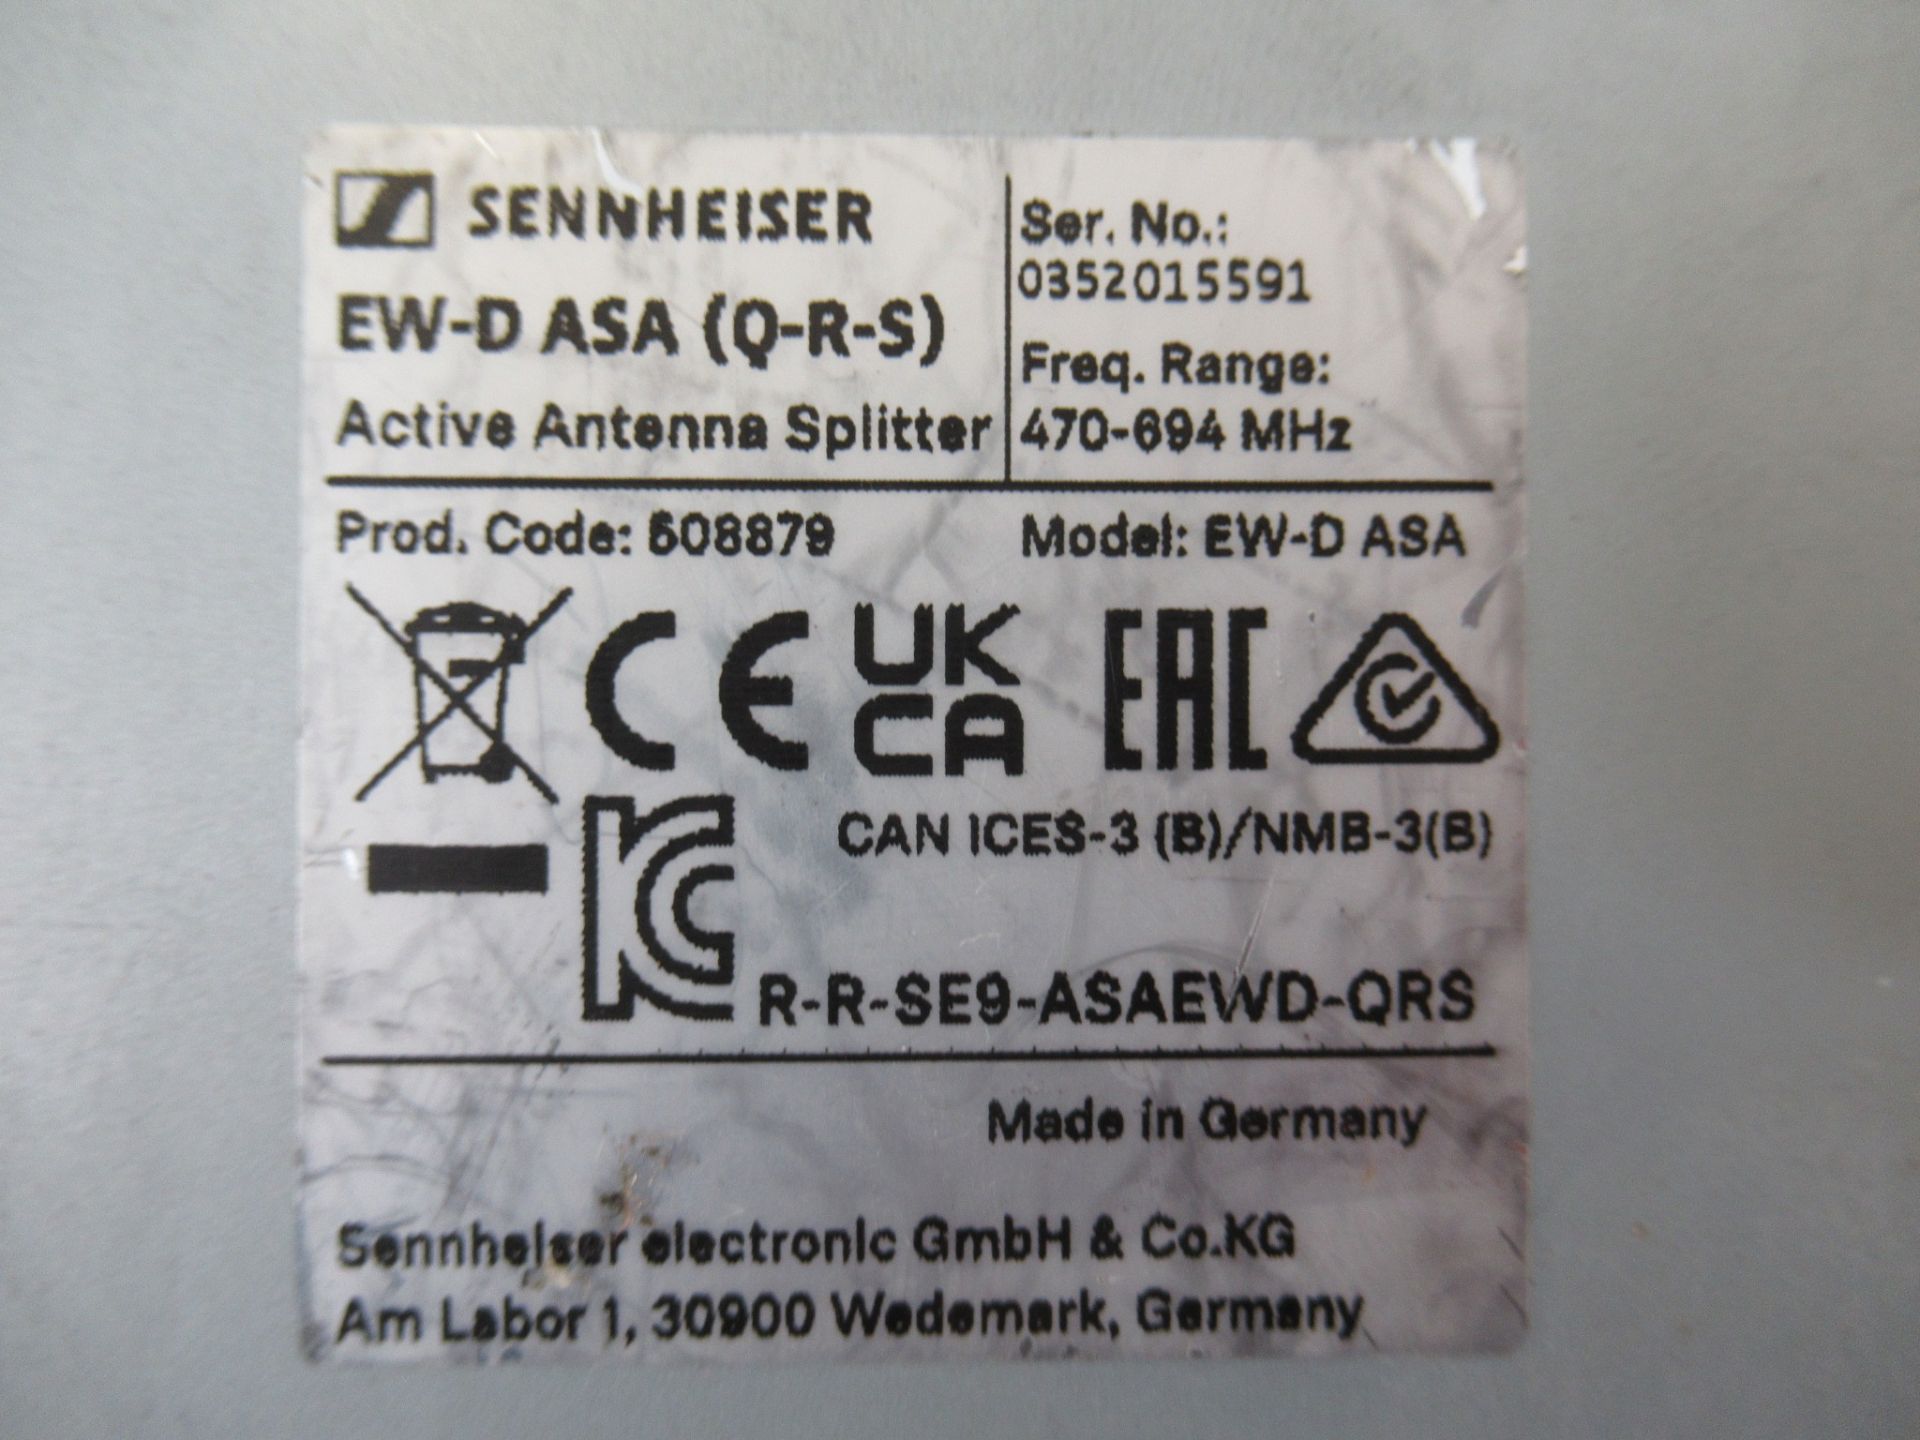 SENNHEISER
EW-D ASA (Q-R-S)
Active Antenna Splitter
Ser. No.:
0352015591
Freq. Range:
470-694 MHz
Prod. Code: 508879
Model: EW-D ASA
CE
UK
CA
EAC
CAN ICES-3 (B)/NMB-3(B)
KC
R-R-SE9-ASAEWD-QRS
Made in Germany
Sennheiser electronic GmbH & Co.KG
Am Labor 1, 30900 Wedemark, Germany